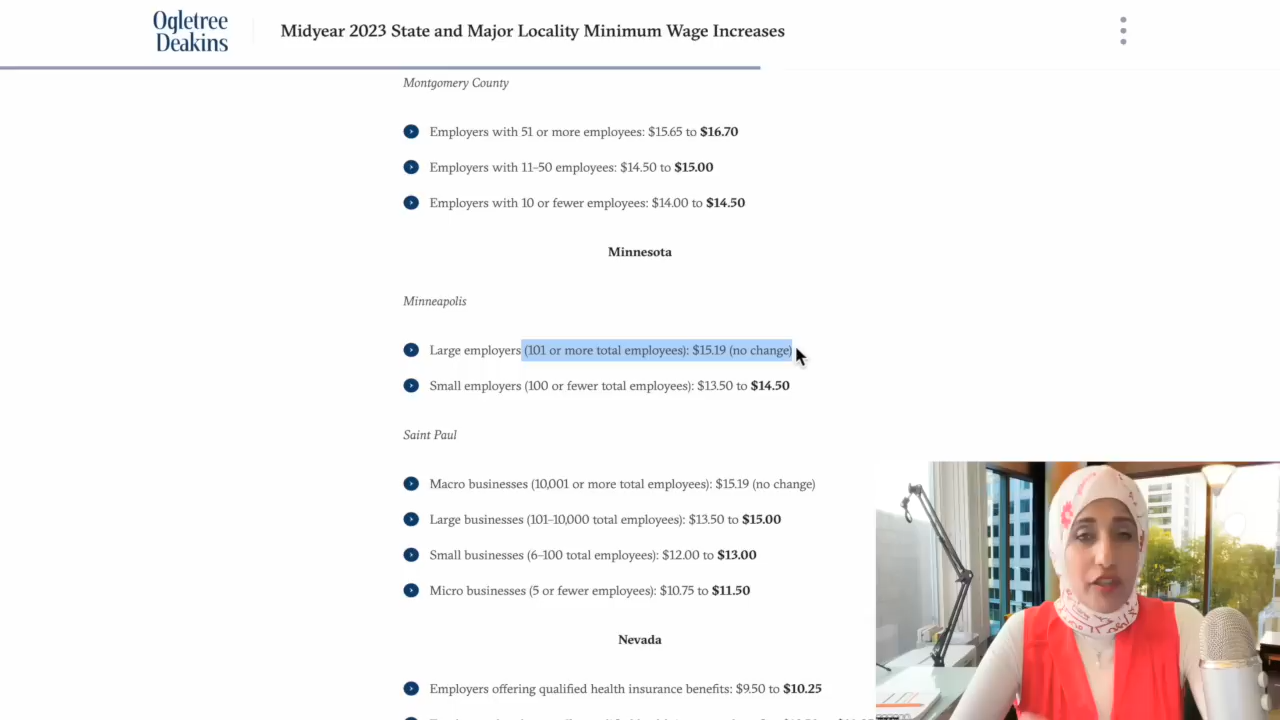 Ogletree
Deakins
Midyear 2023 State and Major Locality Minimum Wage Increases
Montgomery County
Employers with 51 or more employees: $15.65 to $16.70
Employers with 11–50 employees: $14.50 to $15.00
Employers with 10 or fewer employees: $14.00 to $14.50
Minnesota
Minneapolis
Large employers (101 or more total employees): $15.19 (no change)
Small employers (100 or fewer total employees): $13.50 to $14.50
Saint Paul
Macro businesses (10,001 or more total employees): $15.19 (no change)
Large businesses (101–10,000 total employees): $13.50 to $15.00
Small businesses (6–100 total employees): $12.00 to $13.00
Micro businesses (5 or fewer employees): $10.75 to $11.50
Nevada
Employers offering qualified health insurance benefits: $9.50 to $10.25